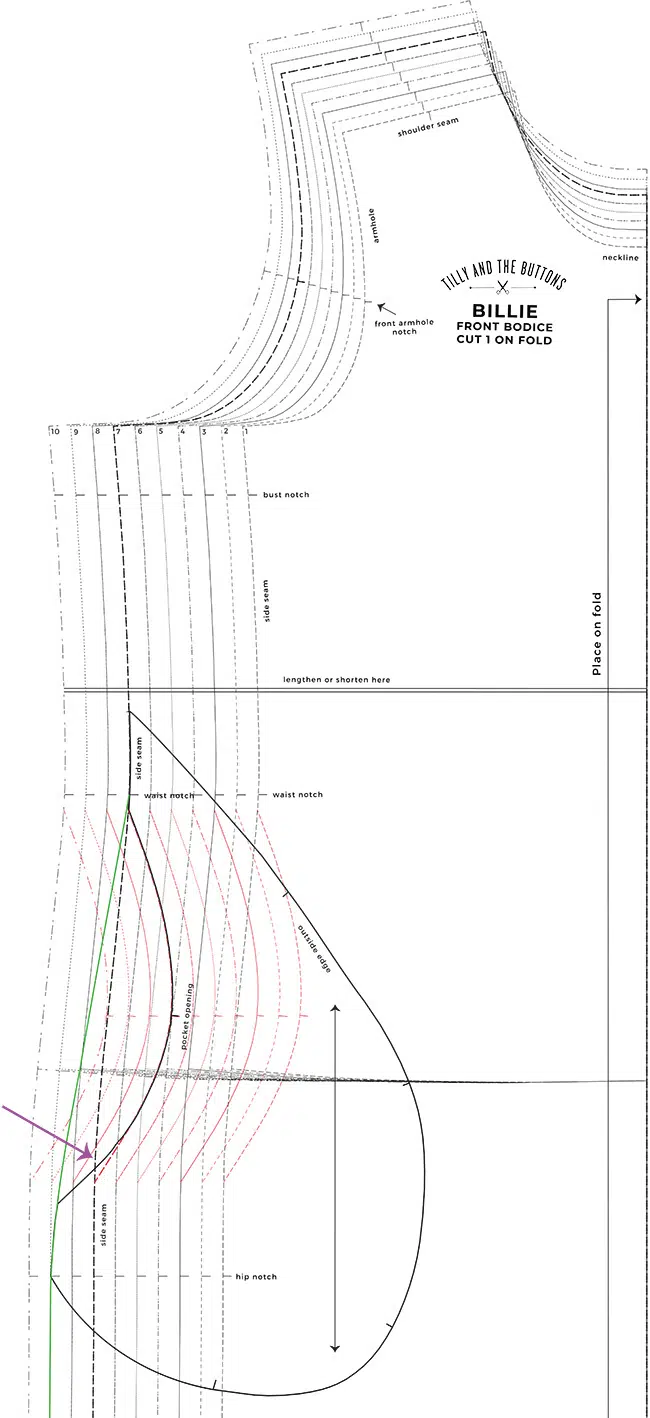 shoulder seam
armhole
neckline
TILLY AND THE BUTTONS
BILLIE
FRONT BODICE
CUT 1 ON FOLD
front armhole
notch
10 9 8 7 6 5 4 3 2 1
bust notch
side seam
Place on fold
lengthen or shorten here
side seam
waist notch
waist notch
outside edge
pocket opening
side seam
hip notch